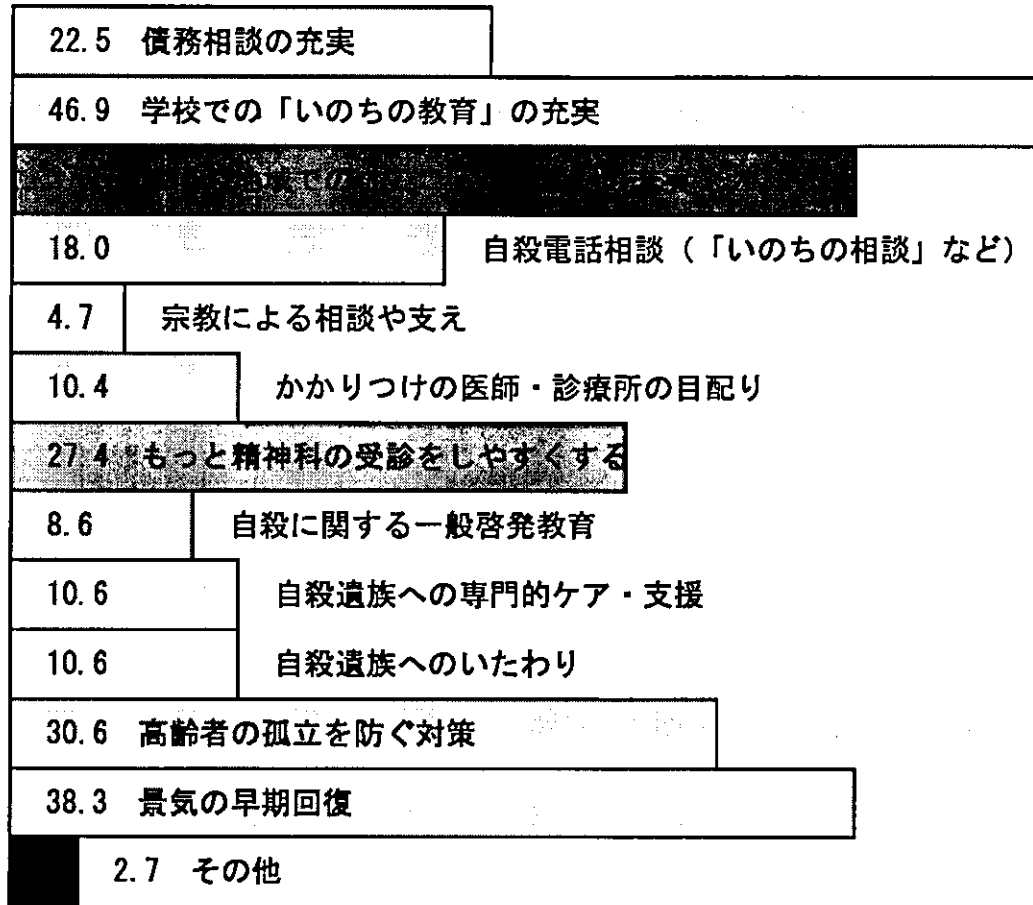 22.5 債務相談の充実
46.9 学校での「いのちの教育」の充実
での
18.0 自殺電話相談（「いのちの相談」など）
4.7 宗教による相談や支え
10.4 かかりつけの医師・診療所の目配り
27.4 もっと精神科の受診をしやすくする
8.6 自殺に関する一般啓発教育
10.6 自殺遺族への専門的ケア・支援
10.6 自殺遺族へのいたわり
30.6 高齢者の孤立を防ぐ対策
38.3 景気の早期回復
2.7 その他